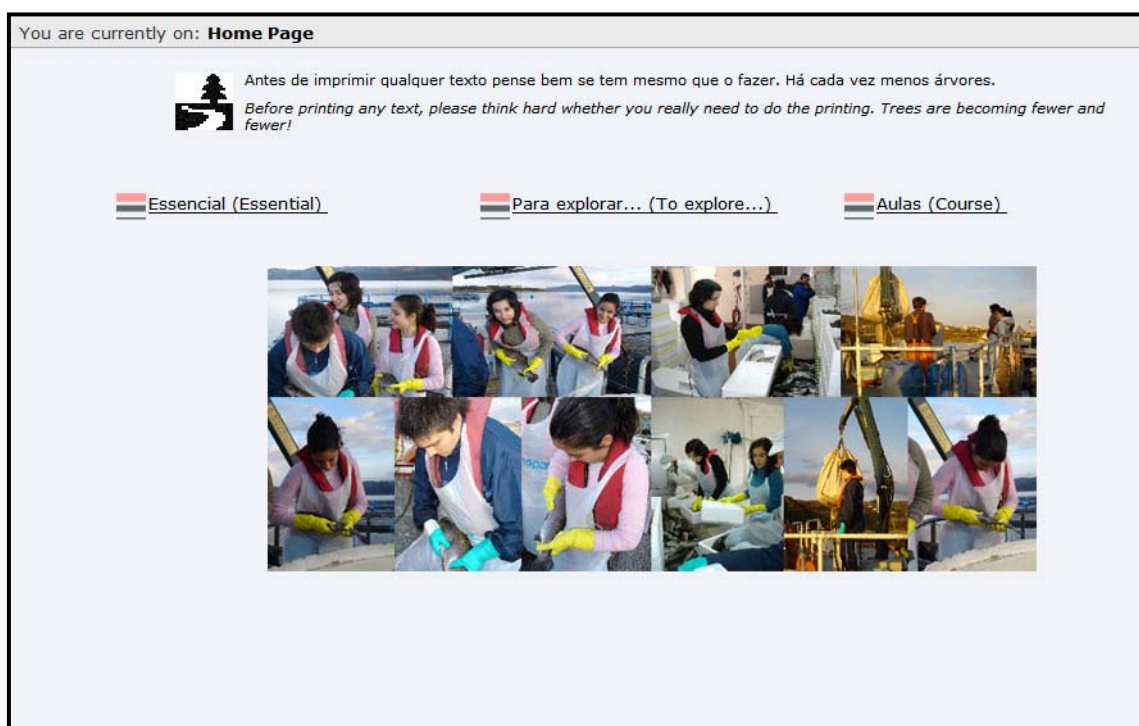 You are currently on: Home Page
Antes de imprimir qualquer texto pense bem se tem mesmo que o fazer. Há cada vez menos árvores.
Before printing any text, please think hard whether you really need to do the printing. Trees are becoming fewer and
fewer!
Essencial (Essential) Para explorar... (To explore...) Aulas (Course)